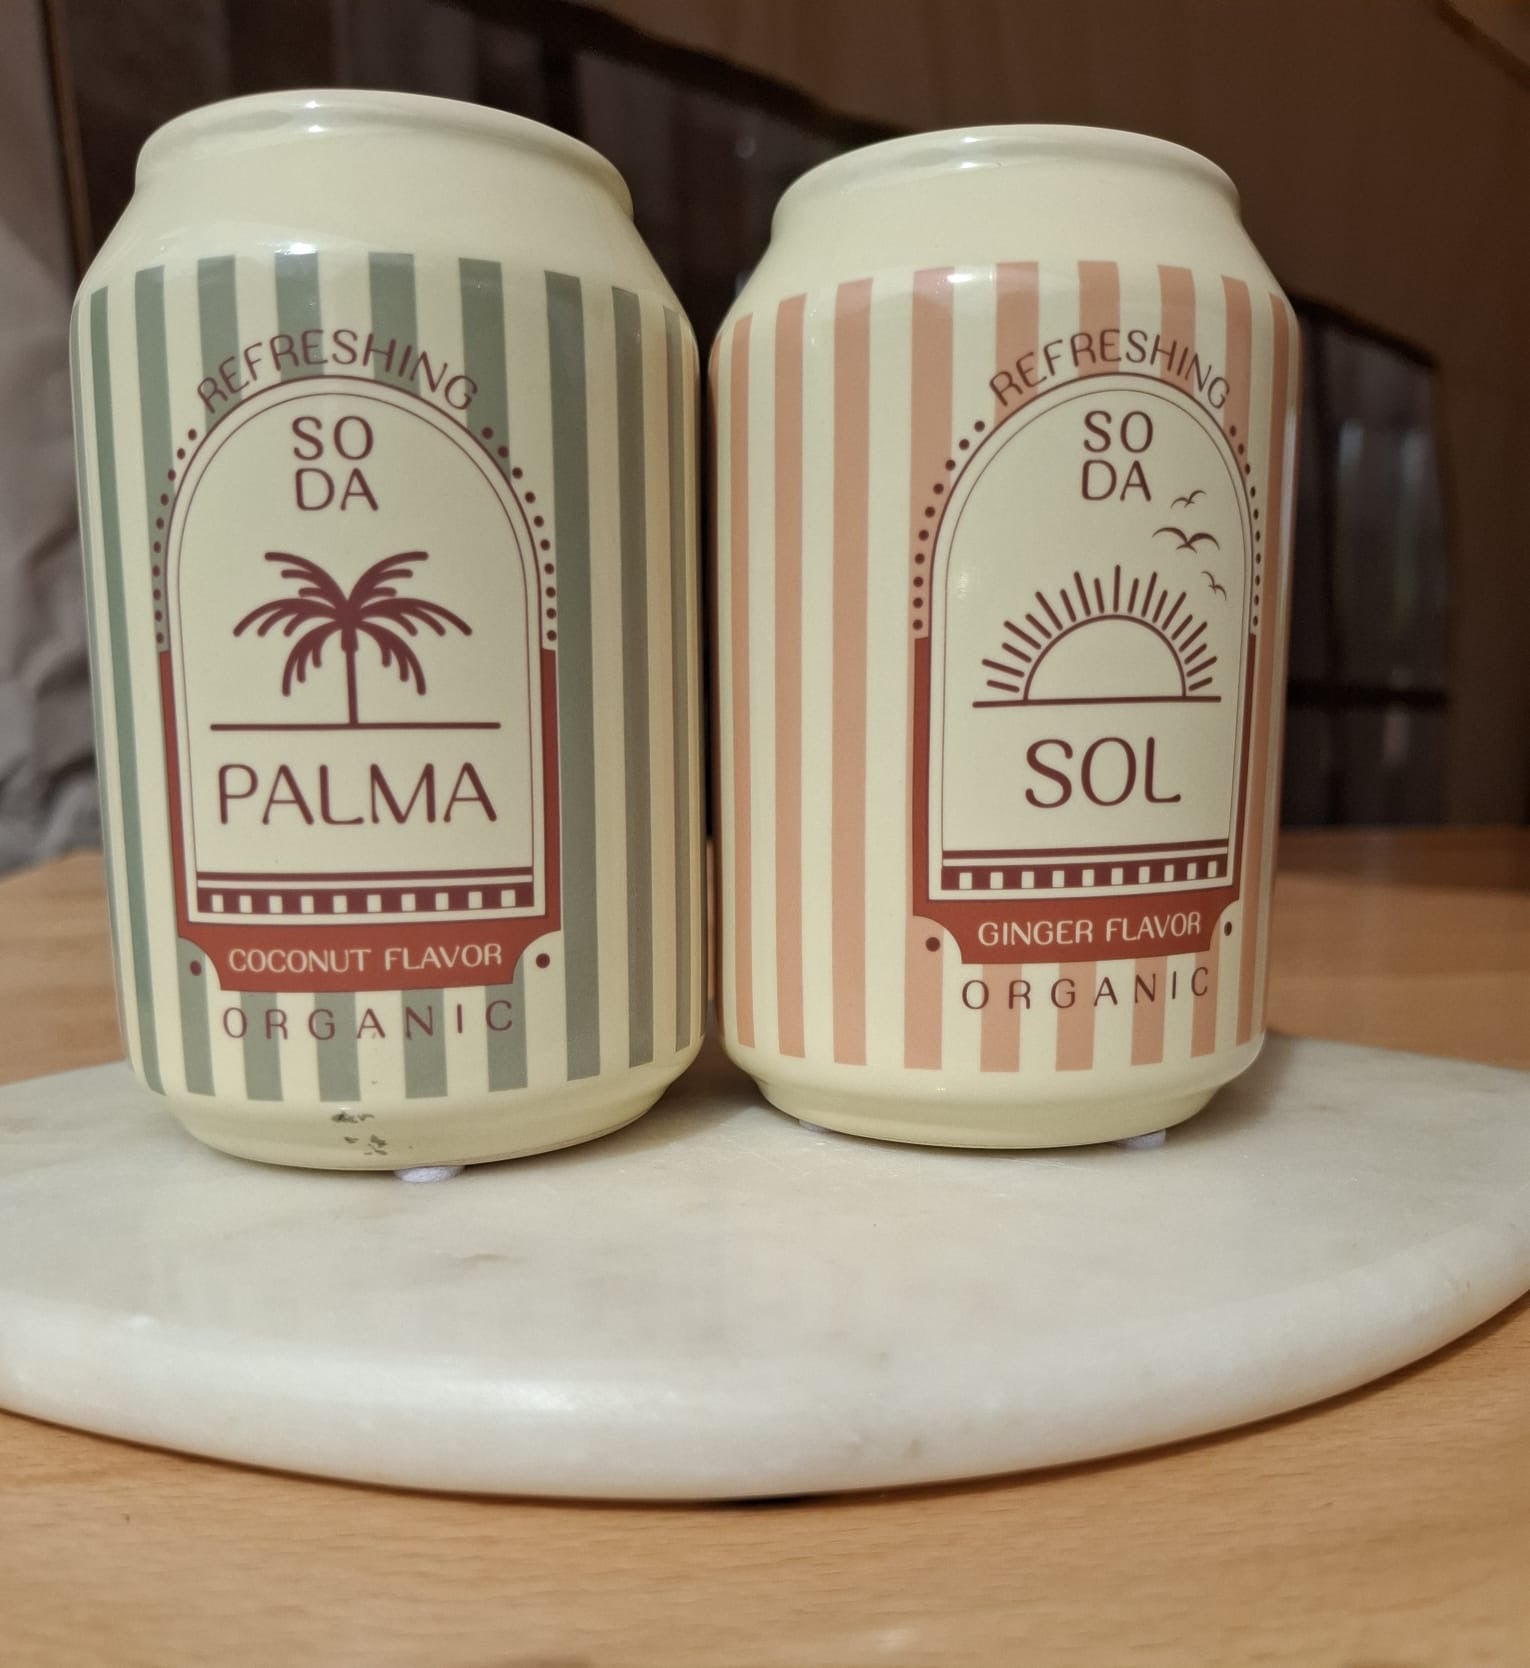 REFRESHING
SO
DA
PALMA
COCONUT FLAVOR
ORGANIC
REFRESHING
SO
DA
SOL
GINGER FLAVOR
ORGANIC